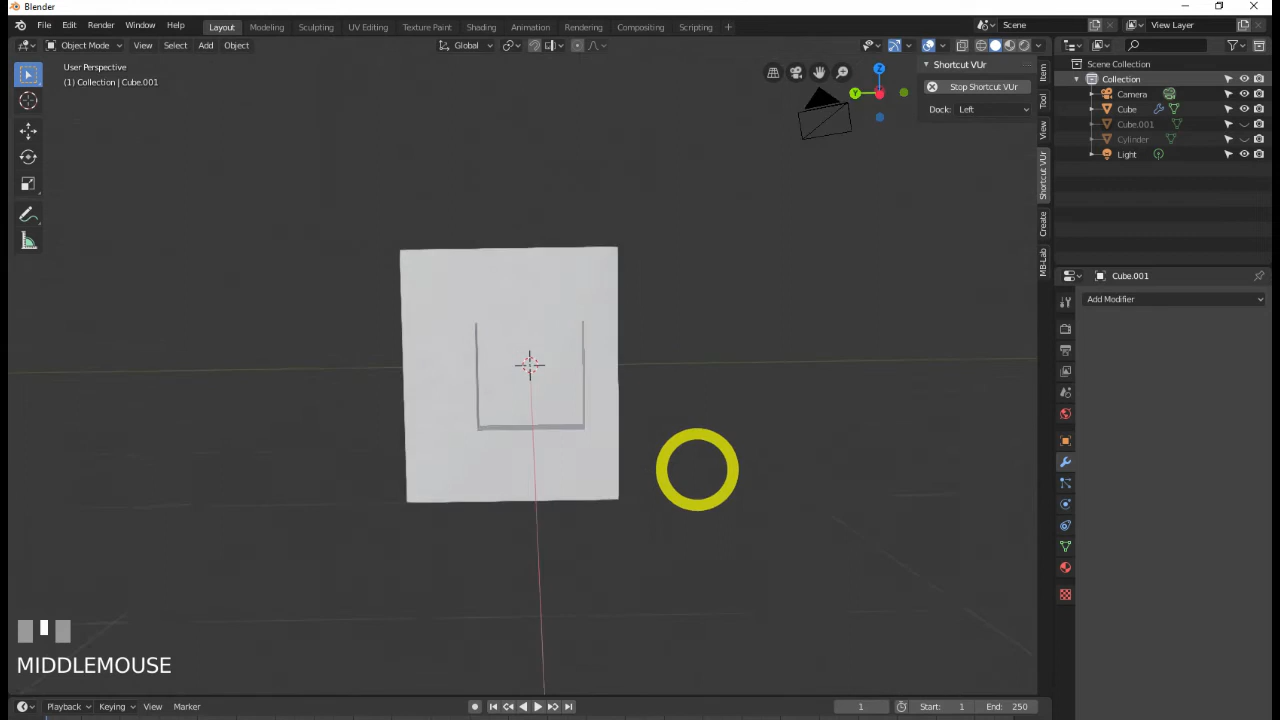 Blender
File Edit Render Window Help
Layout Modeling Sculpting UV Editing Texture Paint Shading Animation Rendering Compositing Scripting +
Scene
View Layer
Object Mode View Select Add Object
Global
User Perspective
(1) Collection | Cube.001
Z
Y
Shortcut VUr
Stop Shortcut VUr
Dock: Left
Item
Tool
View
Shortcut VUr
Create
MB-Lab
Scene Collection
Collection
Camera
Cube
Cube.001
Cylinder
Light
Cube.001
Add Modifier
MIDDLEMOUSE
Playback Keying View Marker
1
Start: 1
End: 250